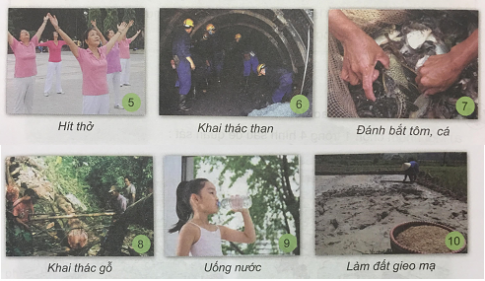 5
6
7
Hít thở
Khai thác than
Đánh bắt tôm, cá
8
9
10
Khai thác gỗ
Uống nước
Làm đất gieo mạ